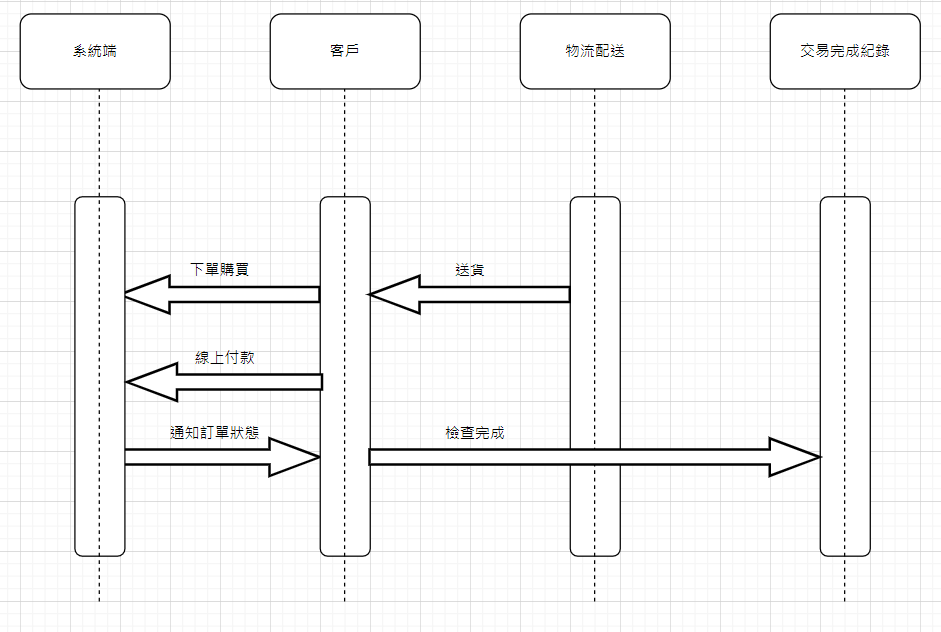 系統端
客戶
物流配送
交易完成紀錄
下單購買
送貨
線上付款
通知訂單狀態
檢查完成